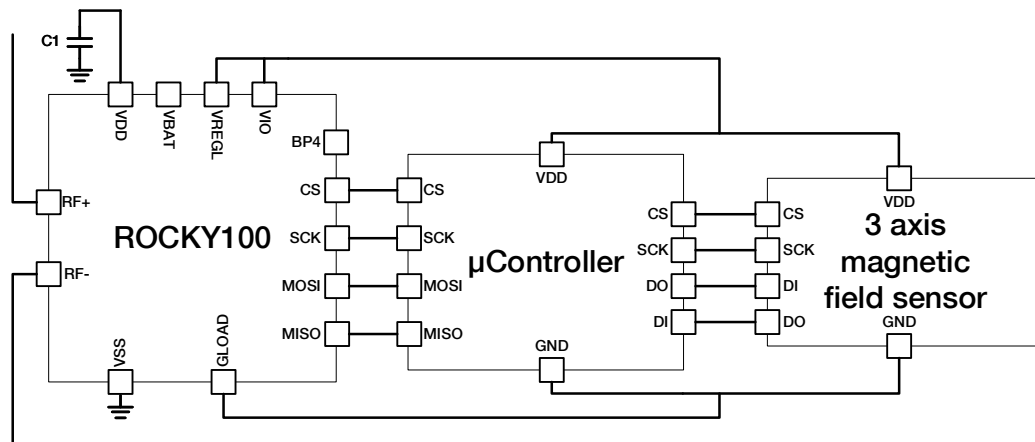 C1
VDD
VBAT
VREGL
VIO
BP4
RF+
RF-
ROCKY100
CS
SCK
MOSI
MISO
VSS
GLOAD
CS
SCK
MOSI
MISO
VDD
µController
GND
CS
SCK
DO
DI
CS
SCK
DI
DO
VDD
3 axis
magnetic
field sensor
GND